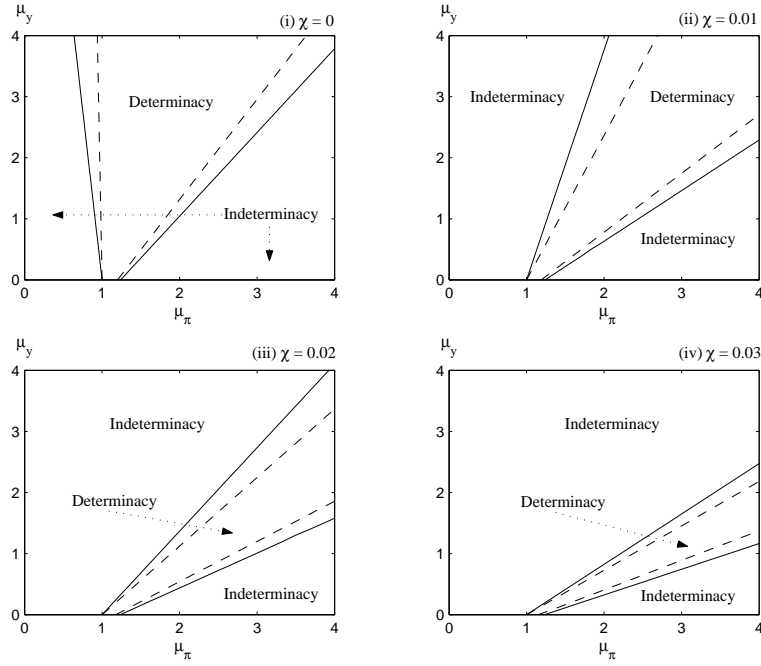 μy
(i) χ = 0
4
3
2
1
0
Determinacy
Indeterminacy
0
1
2
3
4
μπ
μy
(ii) χ = 0.01
4
3
2
1
0
Indeterminacy
Determinacy
Indeterminacy
0
1
2
3
4
μπ
μy
(iii) χ = 0.02
4
3
2
1
0
Indeterminacy
Determinacy
Indeterminacy
0
1
2
3
4
μπ
μy
(iv) χ = 0.03
4
3
2
1
0
Indeterminacy
Determinacy
Indeterminacy
0
1
2
3
4
μπ